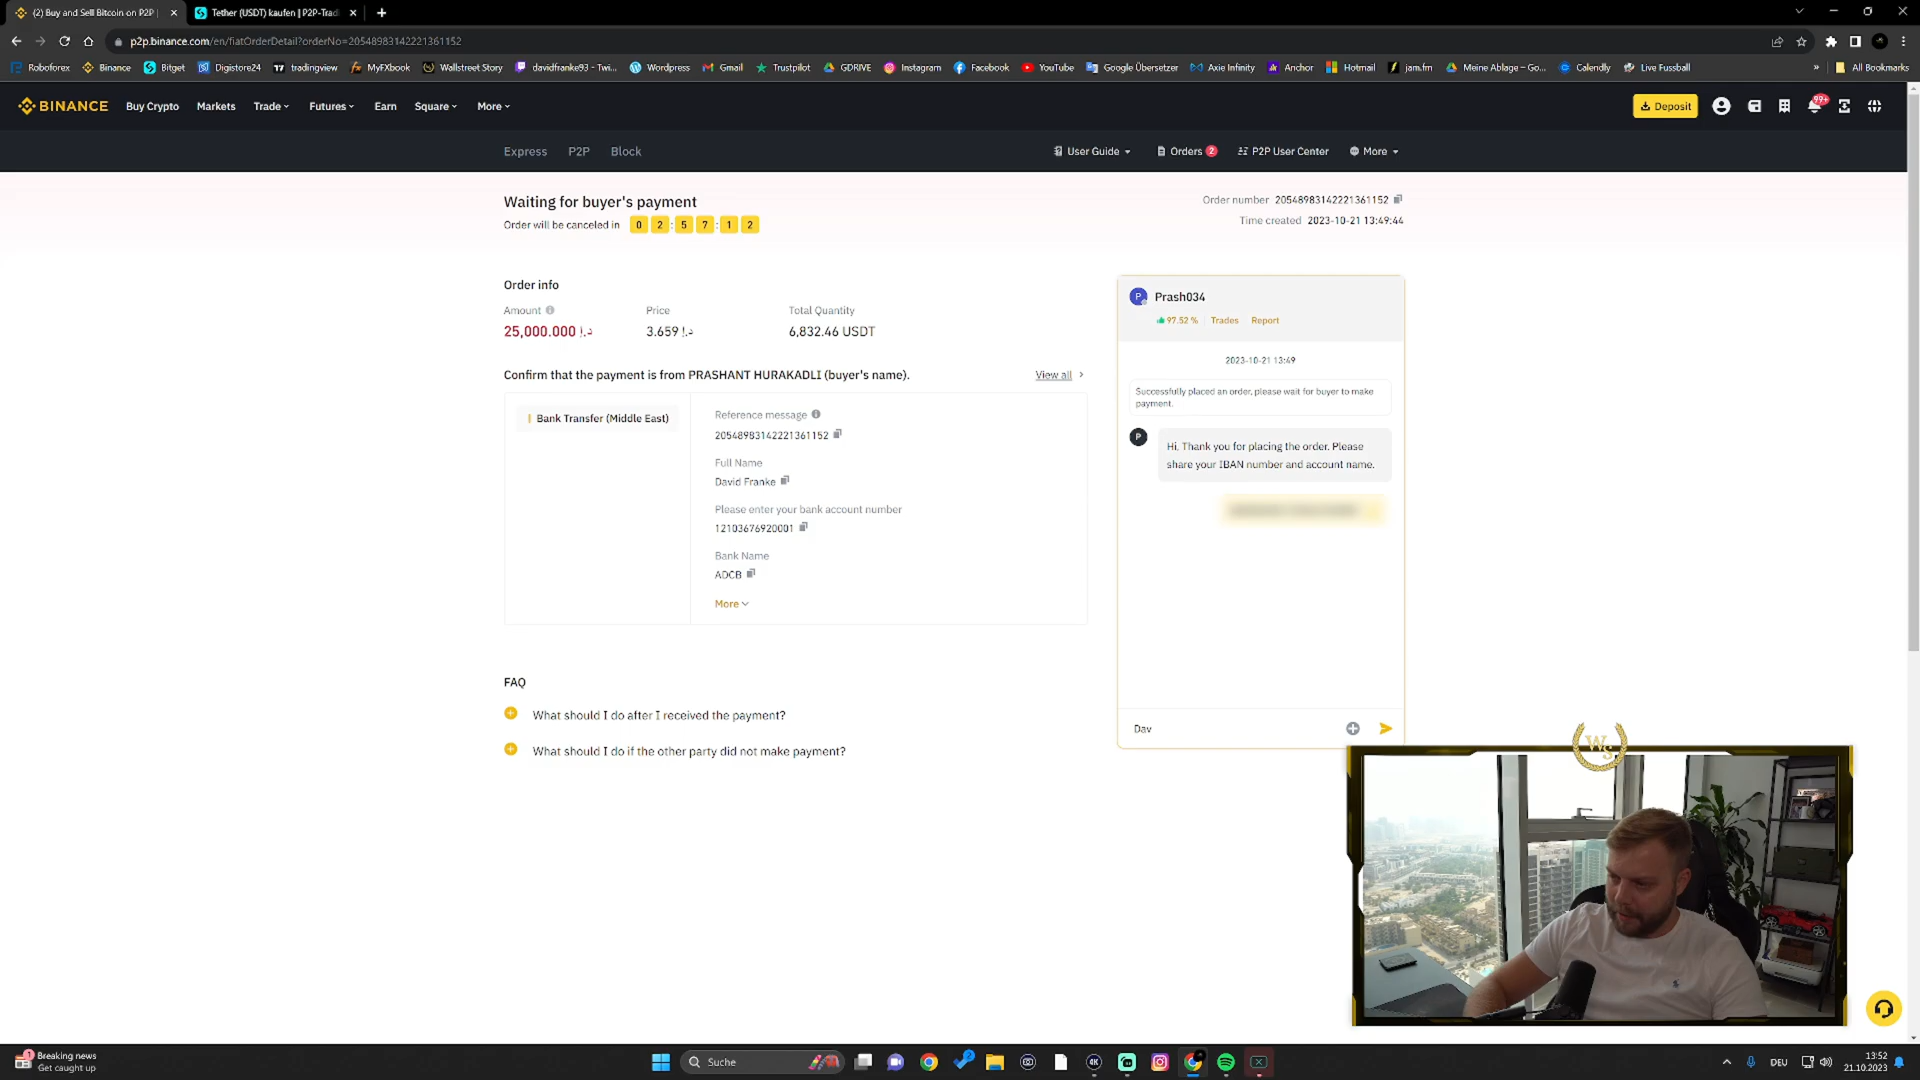 (2) Buy and Sell Bitcoin on P2P |
Tether (USDT) kaufen || P2P-Trad
p2p.binance.com/en/fiatOrderDetail?orderNo=20548983142221361152
Roboforex Binance Bitget Digistore24 tradingview MyFXbook Wallstreet Story davidfranke93 - Twi... Wordpress Gmail Trustpilot GDRIVE Instagram Facebook YouTube Google Übersetzer Axie Infinity Anchor Hotmail jam.fm Meine Ablage – Go... Calendly Live Fussball » All Bookmarks
BINANCE Buy Crypto Markets Trade Futures Earn Square More Deposit 99+
Express P2P Block User Guide Orders 2 P2P User Center More
Waiting for buyer's payment
Order will be canceled in 0 2 : 5 7 : 1 2
Order number 20548983142221361152
Time created 2023-10-21 13:49:44
Order info
Amount Price Total Quantity
25,000.000 د.إ 3.659 د.إ 6,832.46 USDT
Confirm that the payment is from PRASHANT HURAKADLI (buyer's name). View all
Bank Transfer (Middle East)
Reference message
20548983142221361152
Full Name
David Franke
Please enter your bank account number
12103676920001
Bank Name
ADCB
More
FAQ
What should I do after I received the payment?
What should I do if the other party did not make payment?
P Prash034
97.52 % Trades Report
2023-10-21 13:49
Successfully placed an order, please wait for buyer to make
payment.
P
Hi, Thank you for placing the order. Please
share your IBAN number and account name.
Dav
WS
1 Breaking news
Get caught up
Suche
DEU
13:52
21.10.2023